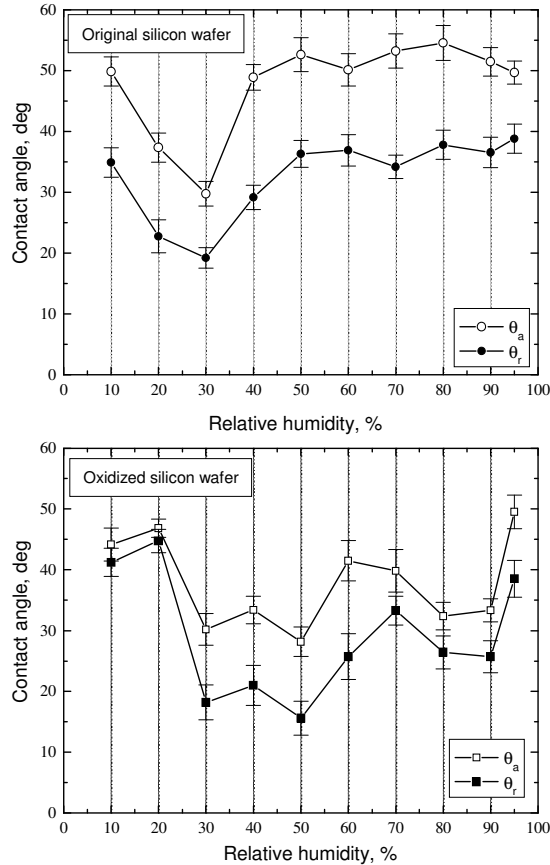 60
Original silicon wafer
50
40
30
20
10
0
Contact angle, deg
θa
θr
0 10 20 30 40 50 60 70 80 90 100
Relative humidity, %
60
Oxidized silicon wafer
50
40
30
20
10
0
Contact angle, deg
θa
θr
0 10 20 30 40 50 60 70 80 90 100
Relative humidity, %